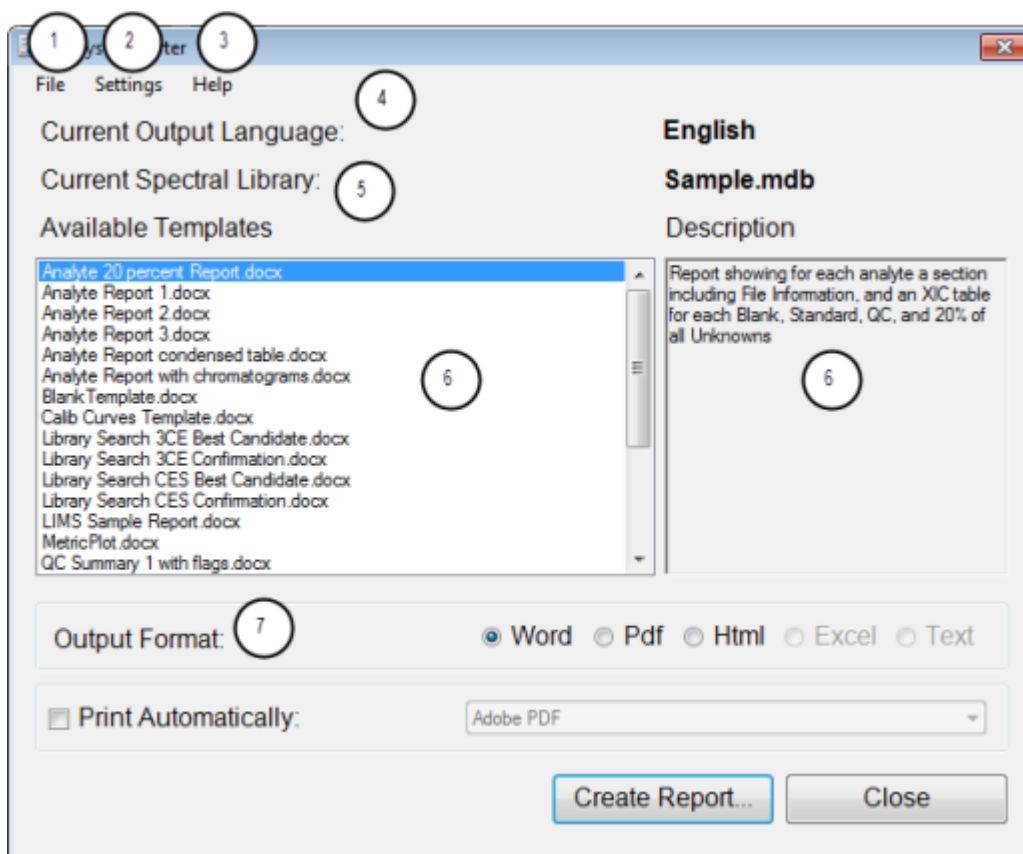 1
2
3
File Settings Help
4
Current Output Language: English
Current Spectral Library: 5 Sample.mdb
Available Templates
Analyte 20 percent Report.docx
Analyte Report 1.docx
Analyte Report 2.docx
Analyte Report 3.docx
Analyte Report condensed table.docx
Analyte Report with chromatograms.docx
BlankTemplate.docx
Calib Curves Template.docx
Library Search 3CE Best Candidate.docx
Library Search 3CE Confirmation.docx
Library Search CES Best Candidate.docx
Library Search CES Confirmation.docx
LIMS Sample Report.docx
MetricPlot.docx
QC Summary 1 with flags.docx
6
Description
Report showing for each analyte a section
including File Information, and an XIC table
for each Blank, Standard, QC, and 20% of
all Unknowns
6
Output Format: 7 Word Pdf Html Excel Text
Print Automatically: Adobe PDF
Create Report... Close